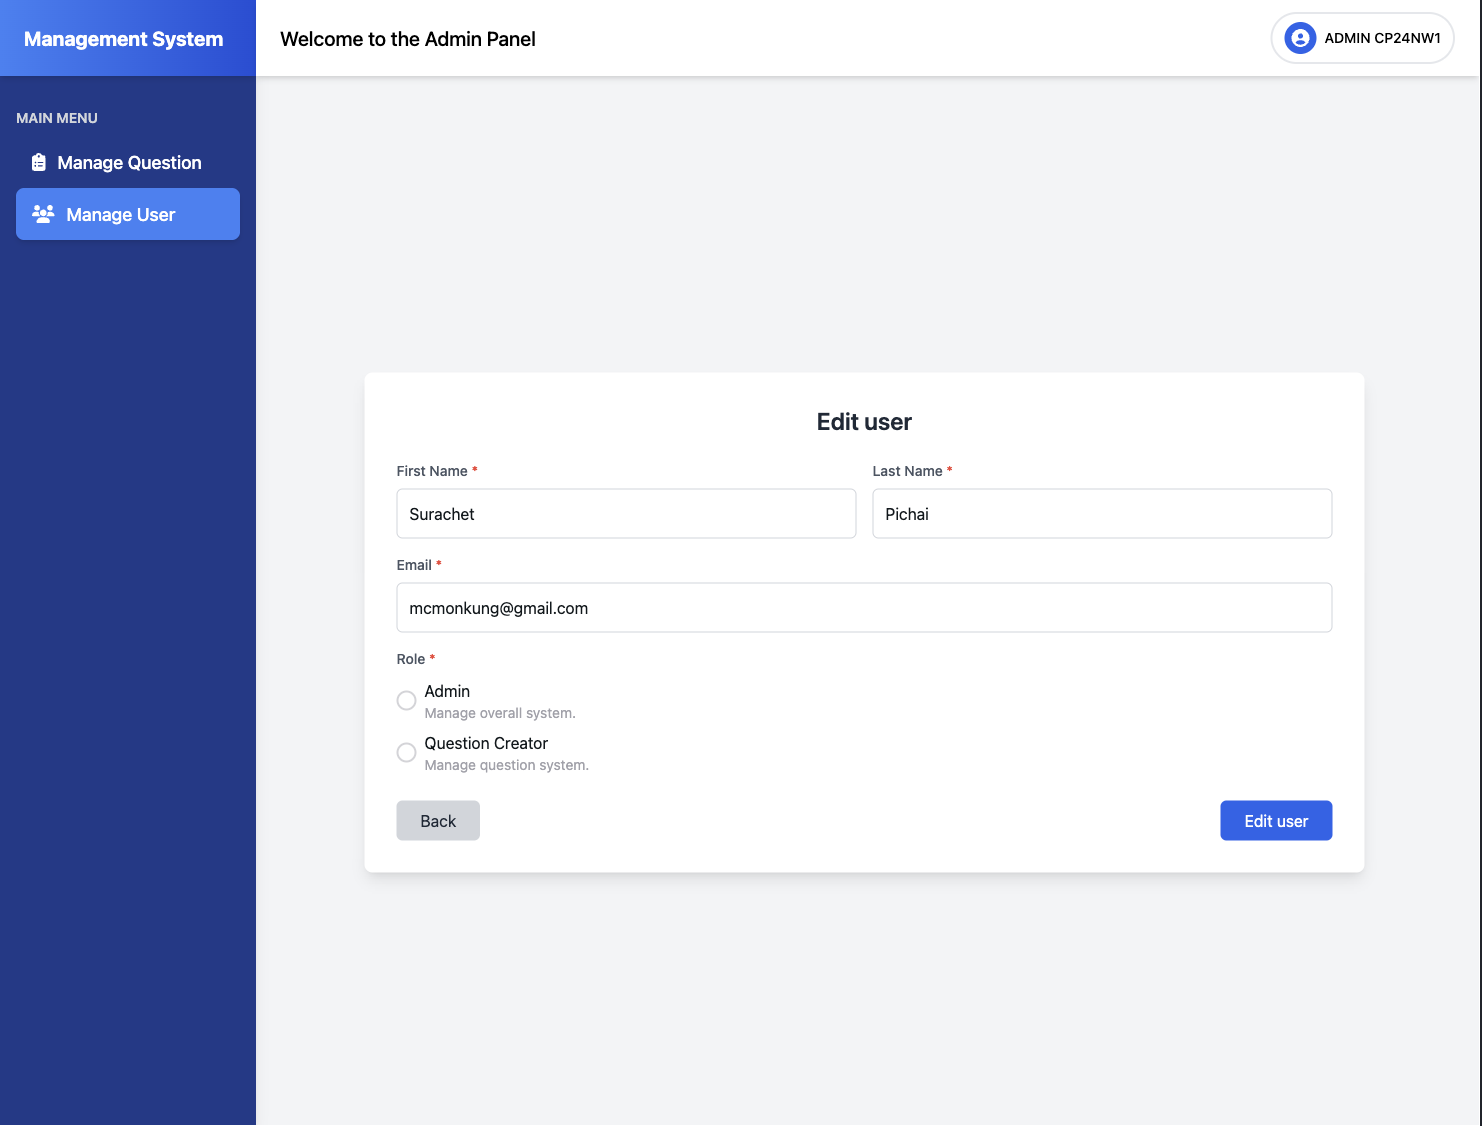 Management System
Welcome to the Admin Panel
ADMIN CP24NW1
MAIN MENU
Manage Question
Manage User
Edit user
First Name *
Last Name *
Surachet
Pichai
Email *
mcmonkung@gmail.com
Role *
Admin
Manage overall system.
Question Creator
Manage question system.
Back
Edit user